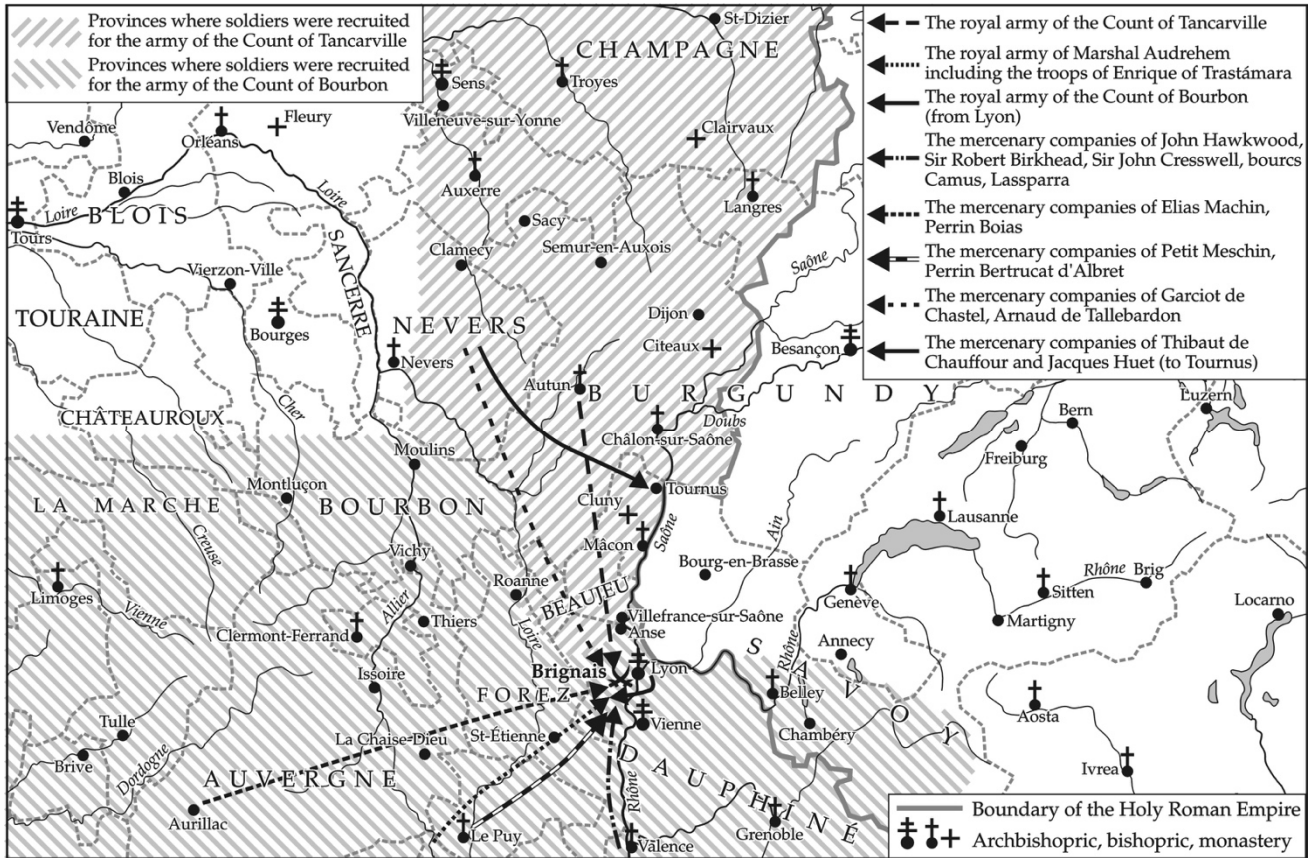 Provinces where soldiers were recruited
for the army of the Count of Tancarville
Provinces where soldiers were recruited
for the army of the Count of Bourbon
The royal army of the Count of Tancarville
The royal army of Marshal Audrehem
including the troops of Enrique of Trastámara
The royal army of the Count of Bourbon
(from Lyon)
The mercenary companies of John Hawkwood,
Sir Robert Birkhead, Sir John Cresswell, bourcs
Camus, Lassparra
The mercenary companies of Elias Machin,
Perrin Boias
The mercenary companies of Petit Meschin,
Perrin Bertrucat d'Albret
The mercenary companies of Garciot de
Chastel, Arnaud de Tallebardon
The mercenary companies of Thibaut de
Chauffour and Jacques Huet (to Tournus)
St-Dizier
CHAMPAGNE
Sens
Troyes
Villeneuve-sur-Yonne
Fleury
Orléans
Vendôme
Clairvaux
Blois
Loire
Auxerre
Langres
Loire
BLOIS
Tours
Sacy
SANCERRE
Clamecy
Semur-en-Auxois
Saône
Vierzon-Ville
TOURAINE
Bourges
NEVERS
Dijon
Citeaux
Besançon
Nevers
Autun
BURGUNDY
Luzern
CHÂTEAUROUX
Cher
Doubs
Bern
Châlon-sur-Saône
Freiburg
Moulins
Montluçon
Tournus
LA MARCHE
BOURBON
Cluny
Lausanne
Creuse
Mâcon
Saône
Ain
Vichy
Bourg-en-Brasse
Roanne
BEAUJEU
Rhône
Brig
Limoges
Genève
Sitten
Vienne
Allier
Thiers
Villefranche-sur-Saône
Martigny
Locarno
Clermont-Ferrand
Loire
Anse
SAVOY
Rhône
Annecy
Brignais
Lyon
Issoire
FOREZ
Belley
Aosta
Tulle
Vienne
Chambéry
La Chaise-Dieu
St-Étienne
Brive
Dordogne
AUVERGNE
DAUPHINÉ
Ivrea
Rhône
Aurillac
Le Puy
Valence
Grenoble
Boundary of the Holy Roman Empire
Archbishopric, bishopric, monastery